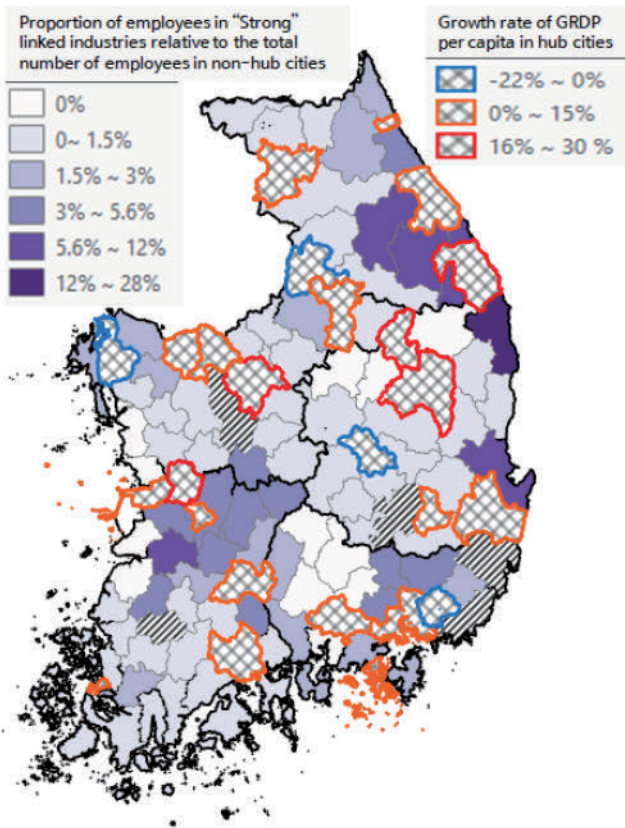 Proportion of employees in “Strong”
linked industries relative to the total
number of employees in non-hub cities
0%
0~ 1.5%
1.5% ~ 3%
3% ~ 5.6%
5.6% ~ 12%
12% ~ 28%
Growth rate of GRDP
per capita in hub cities
-22% ~ 0%
0% ~ 15%
16% ~ 30 %